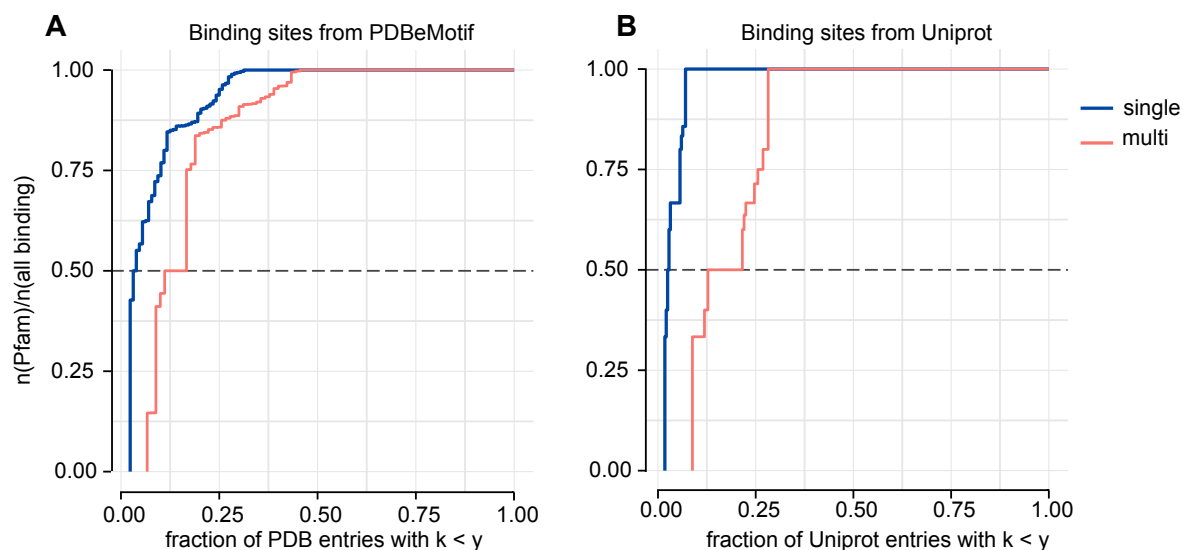 A
Binding sites from PDBeMotif
n(Pfam)/n(all binding)
1.00
0.75
0.50
0.25
0.00
0.00 0.25 0.50 0.75 1.00
fraction of PDB entries with k < y
B
Binding sites from Uniprot
1.00
0.75
0.50
0.25
0.00
0.00 0.25 0.50 0.75 1.00
fraction of Uniprot entries with k < y
single
multi